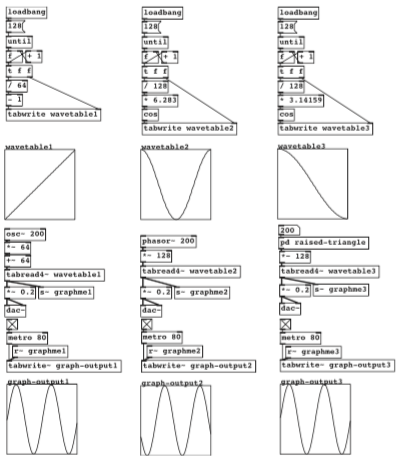 loadbang
128
until
f
+ 1
t f f
/ 64
- 1
tabwrite wavetable1
wavetable1
osc~ 200
*~ 64
+~ 64
tabread4~ wavetable1
*~ 0.2
s~ graphme1
dac~
metro 80
r~ graphme1
tabwrite~ graph-output1
graph-output1
loadbang
128
until
f
+ 1
t f f
/ 128
* 6.283
cos
tabwrite wavetable2
wavetable2
phasor~ 200
*~ 128
tabread4~ wavetable2
*~ 0.2
s~ graphme2
dac~
metro 80
r~ graphme2
tabwrite~ graph-output2
graph-output2
loadbang
128
until
f
+ 1
t f f
/ 128
* 3.14159
cos
tabwrite wavetable3
wavetable3
200
pd raised-triangle
*~ 128
tabread4~ wavetable3
*~ 0.2
s~ graphme3
dac~
metro 80
r~ graphme3
tabwrite~ graph-output3
graph-output3